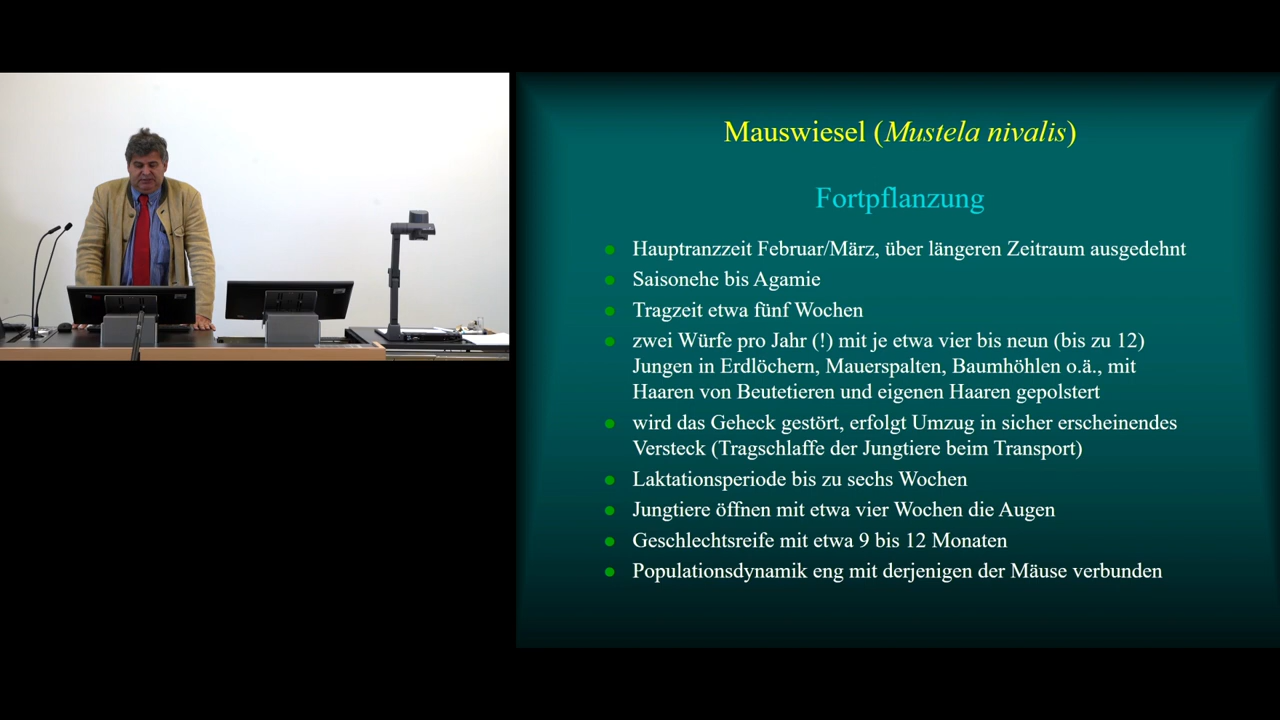 Mauswiesel (Mustela nivalis)
Fortpflanzung
Hauptranzzeit Februar/März, über längeren Zeitraum ausgedehnt
Saisonehe bis Agamie
Tragzeit etwa fünf Wochen
zwei Würfe pro Jahr (!) mit je etwa vier bis neun (bis zu 12)
Jungen in Erdlöchern, Mauerspalten, Baumhöhlen o.ä., mit
Haaren von Beutetieren und eigenen Haaren gepolstert
wird das Geheck gestört, erfolgt Umzug in sicher erscheinendes
Versteck (Tragschlaffe der Jungtiere beim Transport)
Laktationsperiode bis zu sechs Wochen
Jungtiere öffnen mit etwa vier Wochen die Augen
Geschlechtsreife mit etwa 9 bis 12 Monaten
Populationsdynamik eng mit derjenigen der Mäuse verbunden